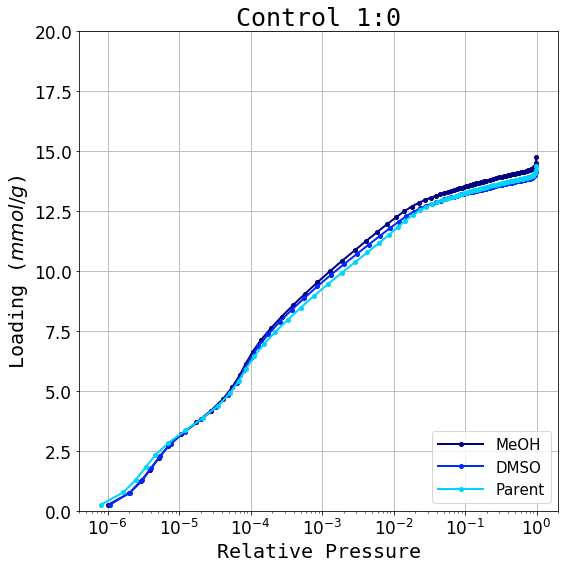 Control 1:0
20.0
17.5
15.0
12.5
10.0
7.5
5.0
2.5
0.0
Loading (mmol/g)
10⁻⁶ 10⁻⁵ 10⁻⁴ 10⁻³ 10⁻² 10⁻¹ 10⁰
Relative Pressure
MeOH
DMSO
Parent